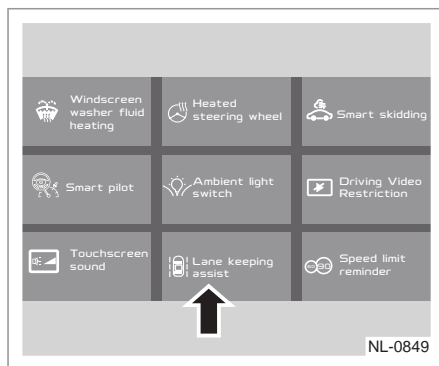 Windscreen
washer fluid
heating
Heated
steering wheel
Smart skidding
Smart pilot
Ambient light
switch
Driving Video
Restriction
Touchscreen
sound
Lane keeping
assist
Speed limit
reminder
NL-0849